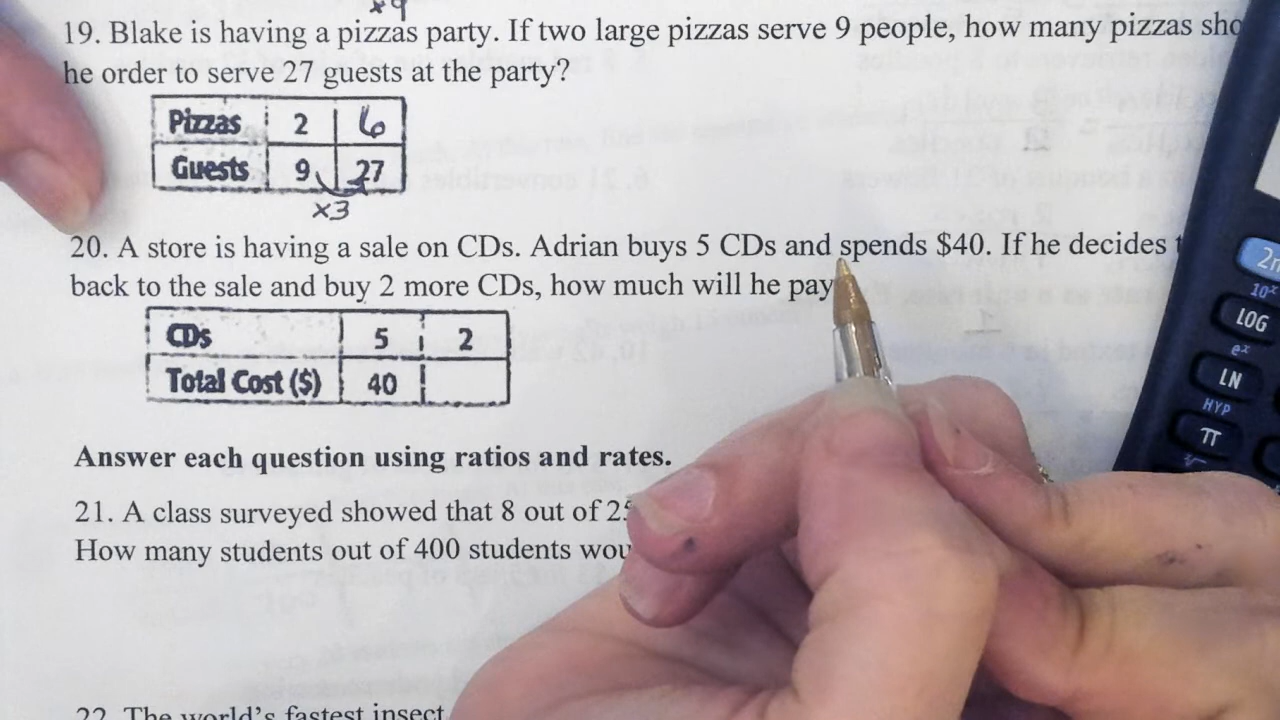 x9
19. Blake is having a pizzas party. If two large pizzas serve 9 people, how many pizzas
he order to serve 27 guests at the party?
Pizzas 2 6
Guests 9 27
x3
20. A store is having a sale on CDs. Adrian buys 5 CDs and spends $40. If he decides
back to the sale and buy 2 more CDs, how much will he pay
CDs 5 2
Total Cost ($) 40
Answer each question using ratios and rates.
21. A class surveyed showed that 8 out of
How many students out of 400 students
22. The world's fastest insect
10ˣ
LOG
eˣ
LN
HYP
π